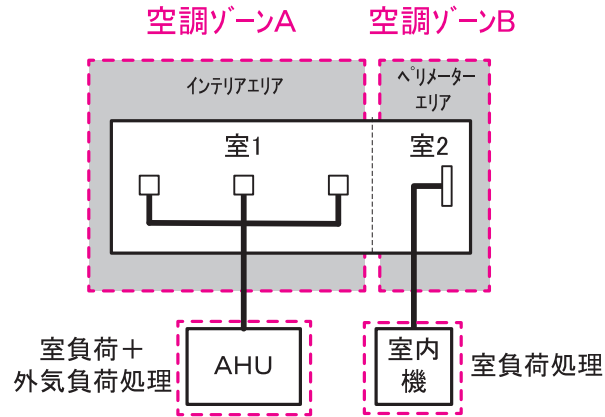 空調ゾーンA
空調ゾーンB
インテリアエリア
ペリメーター
エリア
室1
室2
室負荷＋
外気負荷処理
AHU
室内
機
室負荷処理